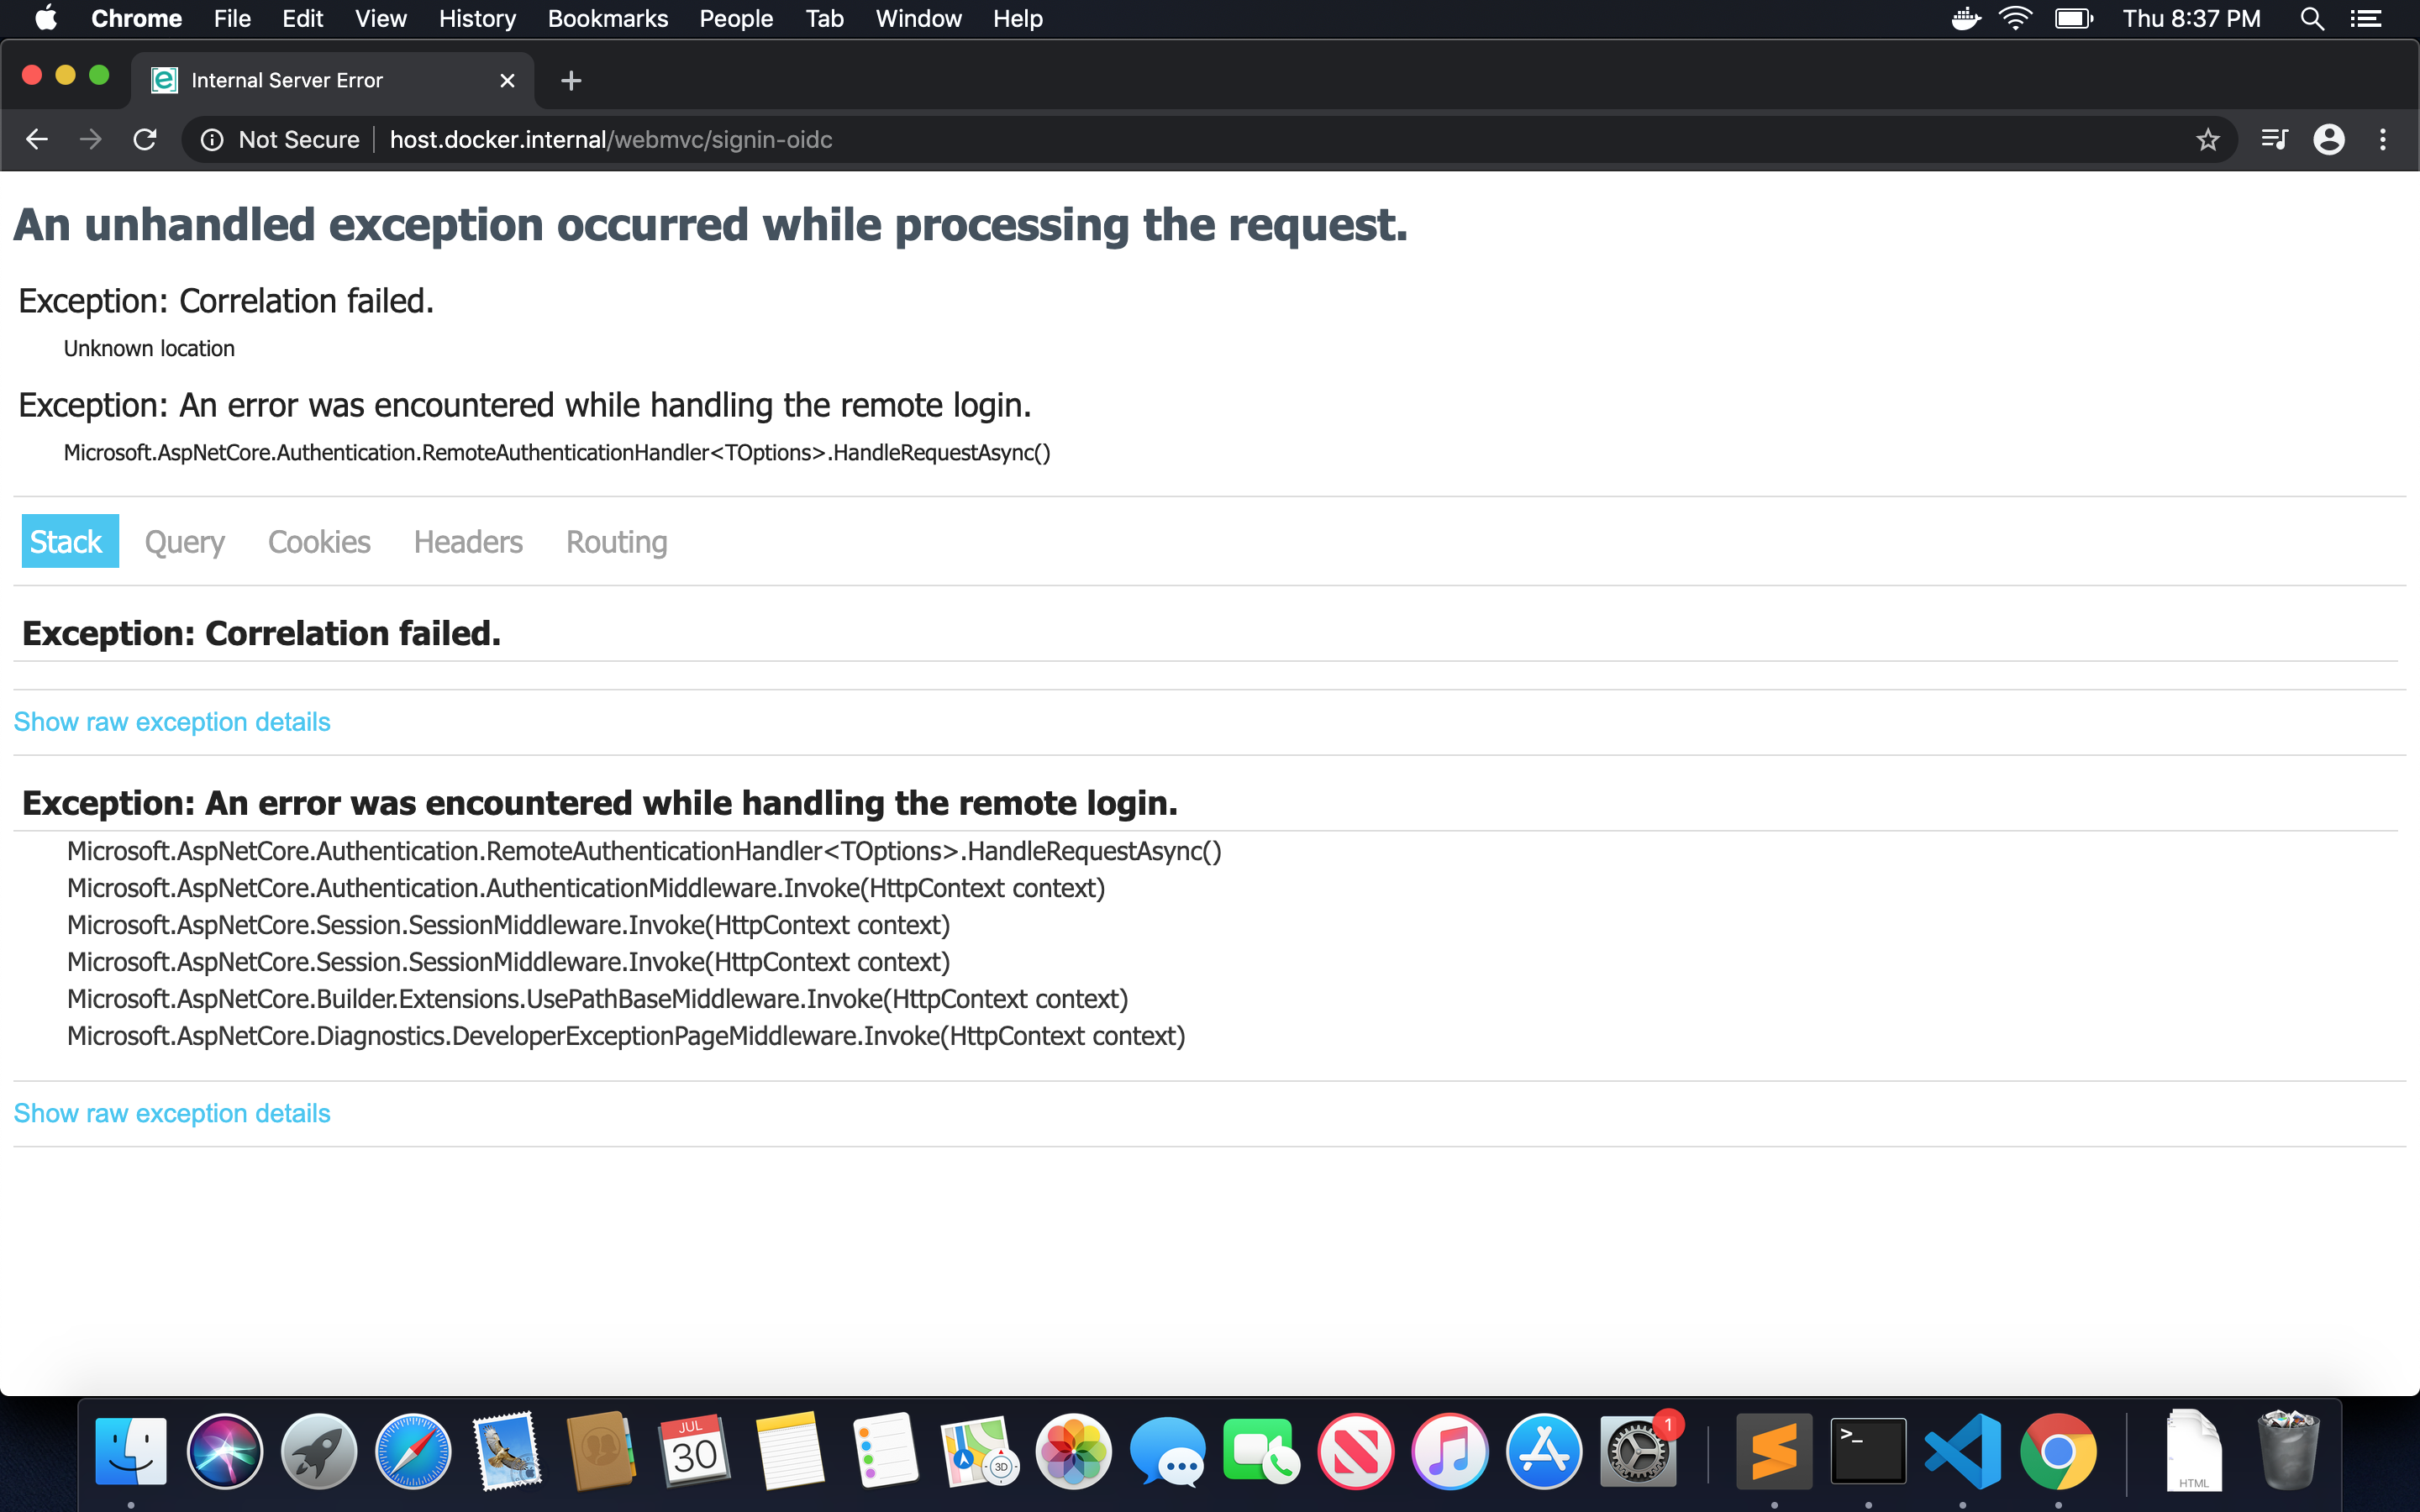 Chrome File Edit View History Bookmarks People Tab Window Help Thu 8:37 PM
Internal Server Error
Not Secure host.docker.internal/webmvc/signin-oidc
An unhandled exception occurred while processing the request.
Exception: Correlation failed.
Unknown location
Exception: An error was encountered while handling the remote login.
Microsoft.AspNetCore.Authentication.RemoteAuthenticationHandler<TOptions>.HandleRequestAsync()
Stack Query Cookies Headers Routing
Exception: Correlation failed.
Show raw exception details
Exception: An error was encountered while handling the remote login.
Microsoft.AspNetCore.Authentication.RemoteAuthenticationHandler<TOptions>.HandleRequestAsync()
Microsoft.AspNetCore.Authentication.AuthenticationMiddleware.Invoke(HttpContext context)
Microsoft.AspNetCore.Session.SessionMiddleware.Invoke(HttpContext context)
Microsoft.AspNetCore.Session.SessionMiddleware.Invoke(HttpContext context)
Microsoft.AspNetCore.Builder.Extensions.UsePathBaseMiddleware.Invoke(HttpContext context)
Microsoft.AspNetCore.Diagnostics.DeveloperExceptionPageMiddleware.Invoke(HttpContext context)
Show raw exception details
JUL
30
3D
1
>_
HTML